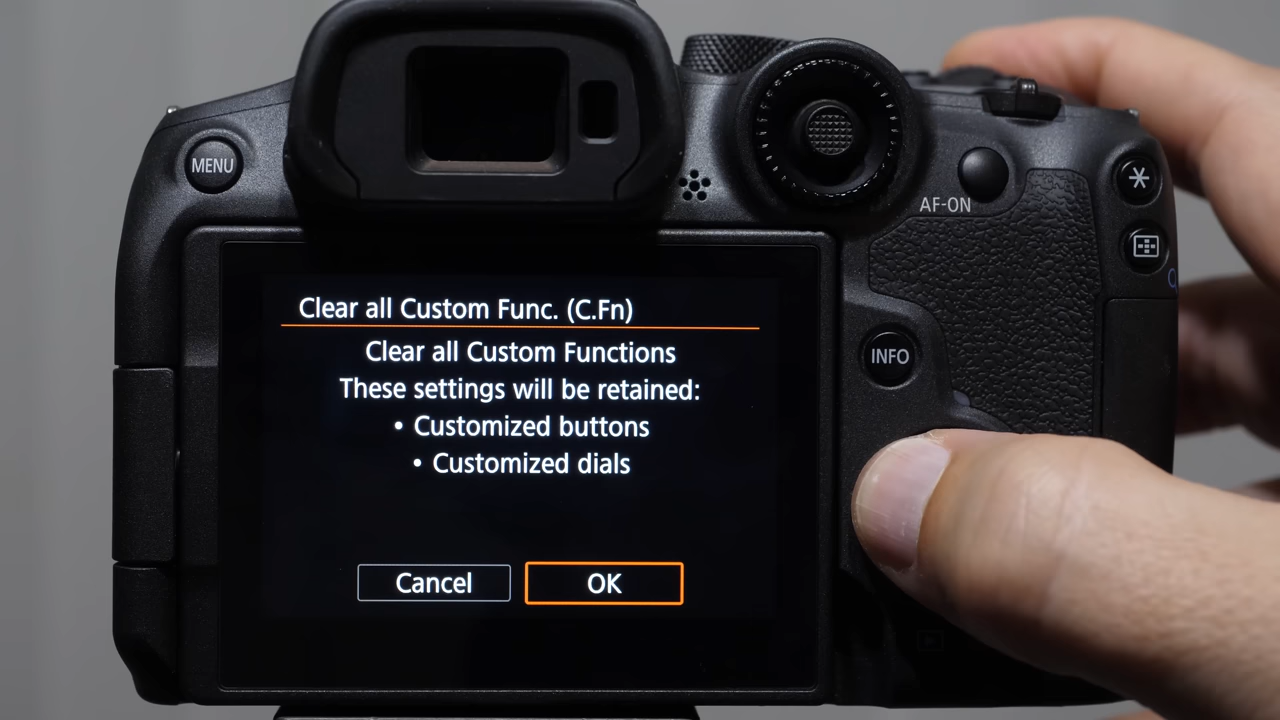 MENU
AF-ON
Clear all Custom Func. (C.Fn)
Clear all Custom Functions
These settings will be retained:
• Customized buttons
• Customized dials
Cancel OK
INFO